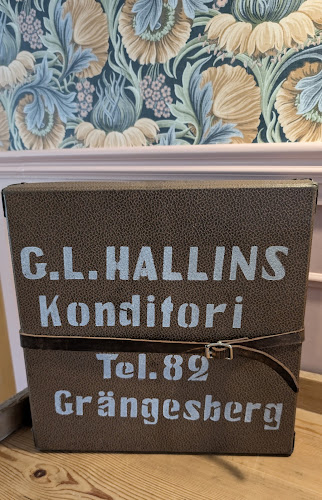 G.L. HALLINS
Konditori
Tel. 82
Grängesberg